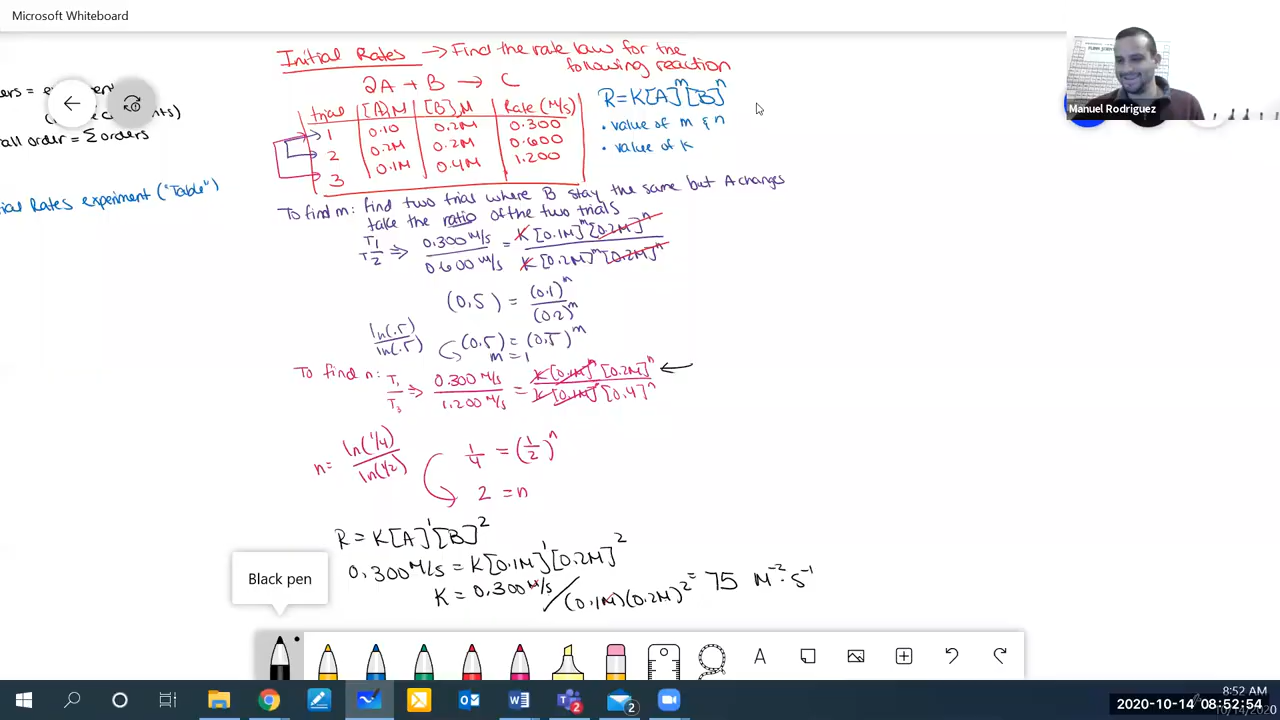 Microsoft Whiteboard
Initial → Find the rate law for the
following reaction
B → C
Trial [B] M Rate (M/s)
1 0.10 0.2M 0.300
2 0.2M 0.2M 0.600
3 0.1M 0.4M 1.200
R=K[A]^m[B]^n
• value of m & n
• value of K
Manuel Rodriguez
all order = Σ orders
Rates experiment ("Table")
To find m: Find two trial where B stay the same but A changes
take the ratio of the two trials
T1/T2 ⇒ 0.300 M/s / 0.600 M/s = K[0.1M]^m[0.2M]^n / K[0.2M]^m[0.2M]^n
(0.5) = (0.1)^m / (0.2)^m
ln(.5)/ln(.5) (0.5) = (0.5)^m
m = 1
To find n: T1/T3 ⇒ 0.300 M/s / 1.200 M/s = K[0.1M]^n[0.2M]^n / K[0.1M]^n[0.4]^n ←
n = ln(1/4)/ln(1/2) 1/4 = (1/2)^n
2 = n
R = K[A]^1[B]^2
0.300 M/s = K[0.1M]^1[0.2M]^2
K = 0.300 M/s / (0.1M)(0.2M)^2 = 75 M^-2·s^-1
Black pen
A
2
2
8:52 AM
2020-10-14 08:52:54